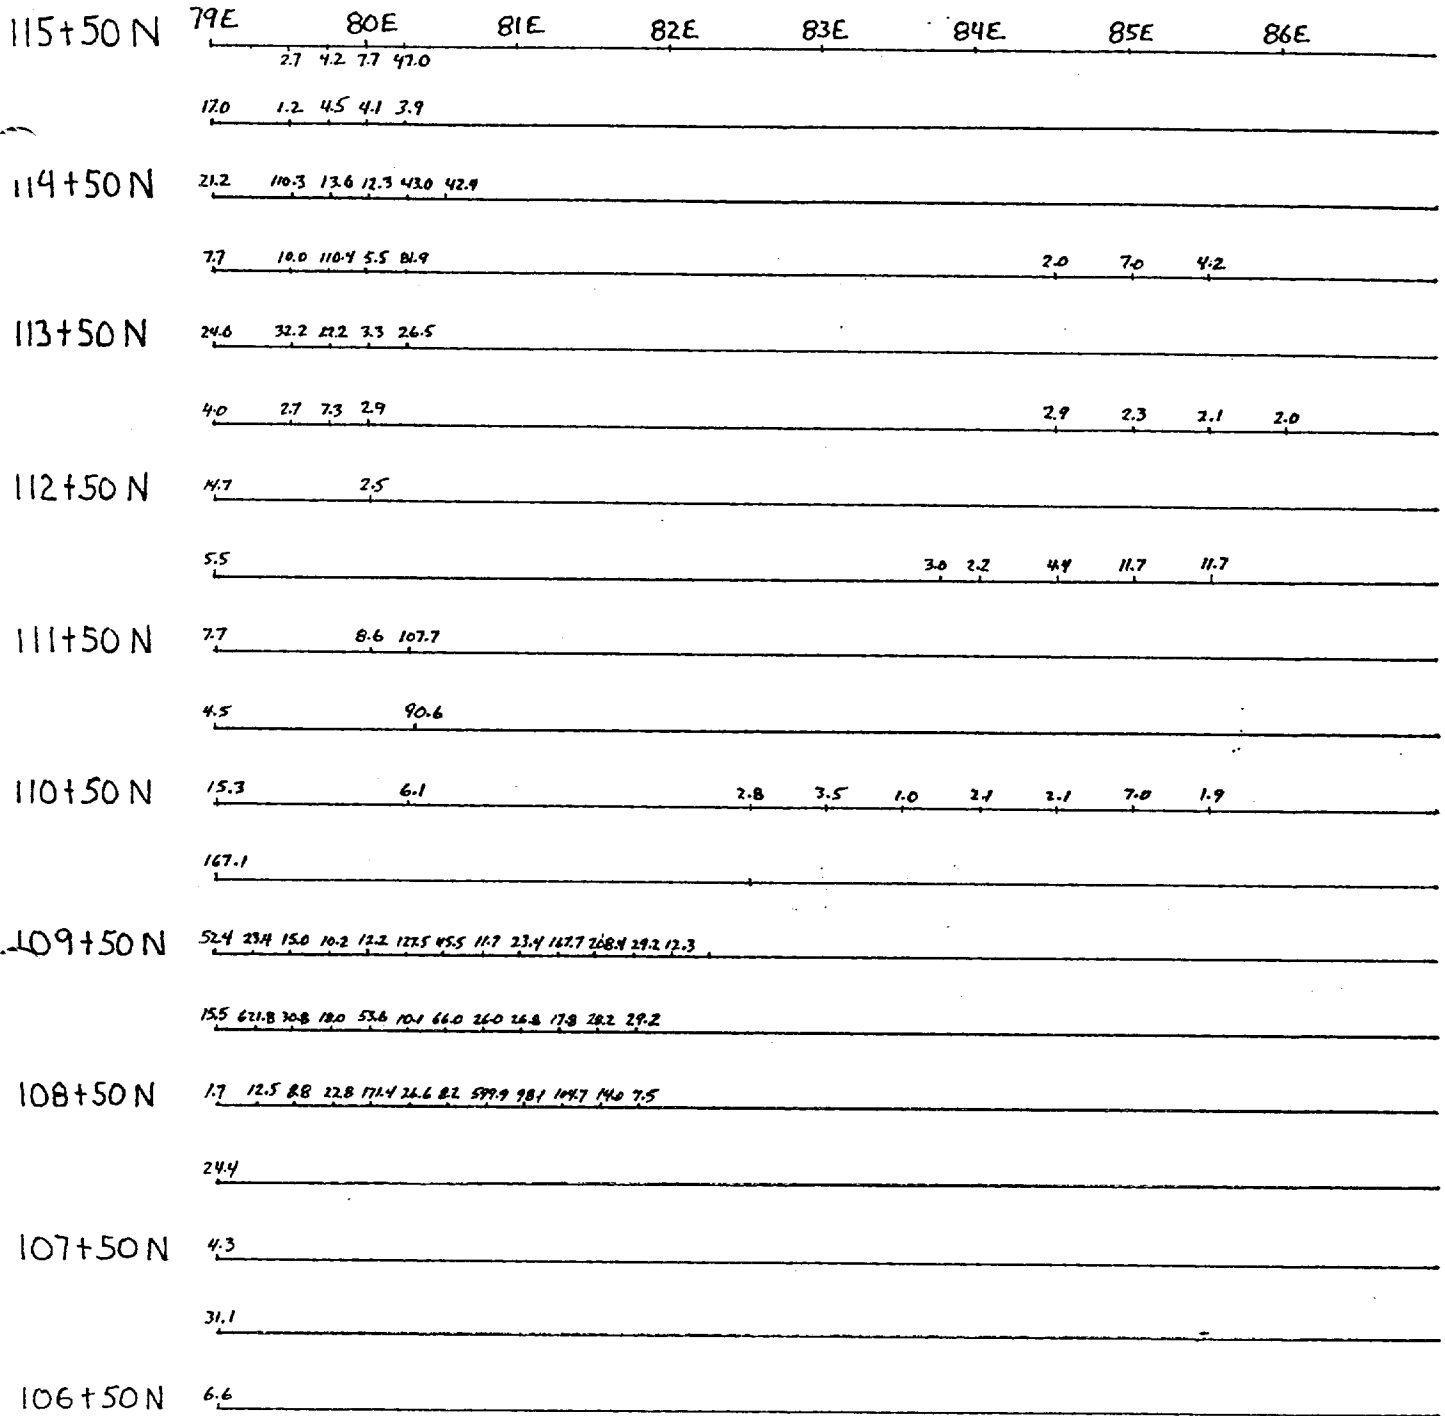 79E 80E 81E 82E 83E 84E 85E 86E
115+50 N
2.7 4.2 7.7 47.0
17.0 1.2 4.5 4.1 3.9
114+50 N 21.2 110.3 13.6 12.3 43.0 42.9
7.7 10.0 110.4 5.5 81.9 2.0 7.0 4.2
113+50 N 24.6 32.2 22.2 3.3 26.5
4.0 2.7 7.3 2.9 2.9 2.3 2.1 2.0
112+50 N 14.7 2.5
5.5 3.0 2.2 4.4 11.7 11.7
111+50 N 7.7 8.6 107.7
4.5 90.6
110+50 N 15.3 6.1 2.8 3.5 1.0 2.1 2.1 7.0 1.9
167.1
109+50 N 52.4 23.4 15.0 10.2 12.2 127.5 45.5 11.7 23.4 167.7 208.4 29.2 12.3
15.5 621.8 30.8 18.0 53.6 10.1 66.0 26.0 26.8 17.8 28.2 29.2
108+50 N 1.7 12.5 8.8 22.8 171.4 26.6 8.2 599.9 98.1 104.7 14.0 7.5
24.4
107+50 N 4.3
31.1
106+50 N 6.6